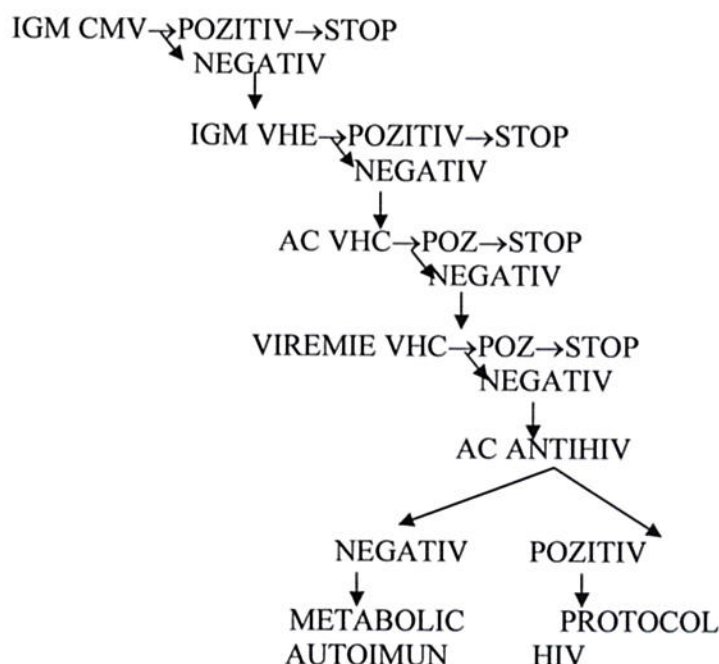 IGM CMV→POZITIV→STOP
NEGATIV
IGM VHE→POZITIV→STOP
NEGATIV
AC VHC→POZ→STOP
NEGATIV
VIREMIE VHC→POZ→STOP
NEGATIV
AC ANTIHIV
NEGATIV POZITIV
METABOLIC PROTOCOL
AUTOIMUN HIV